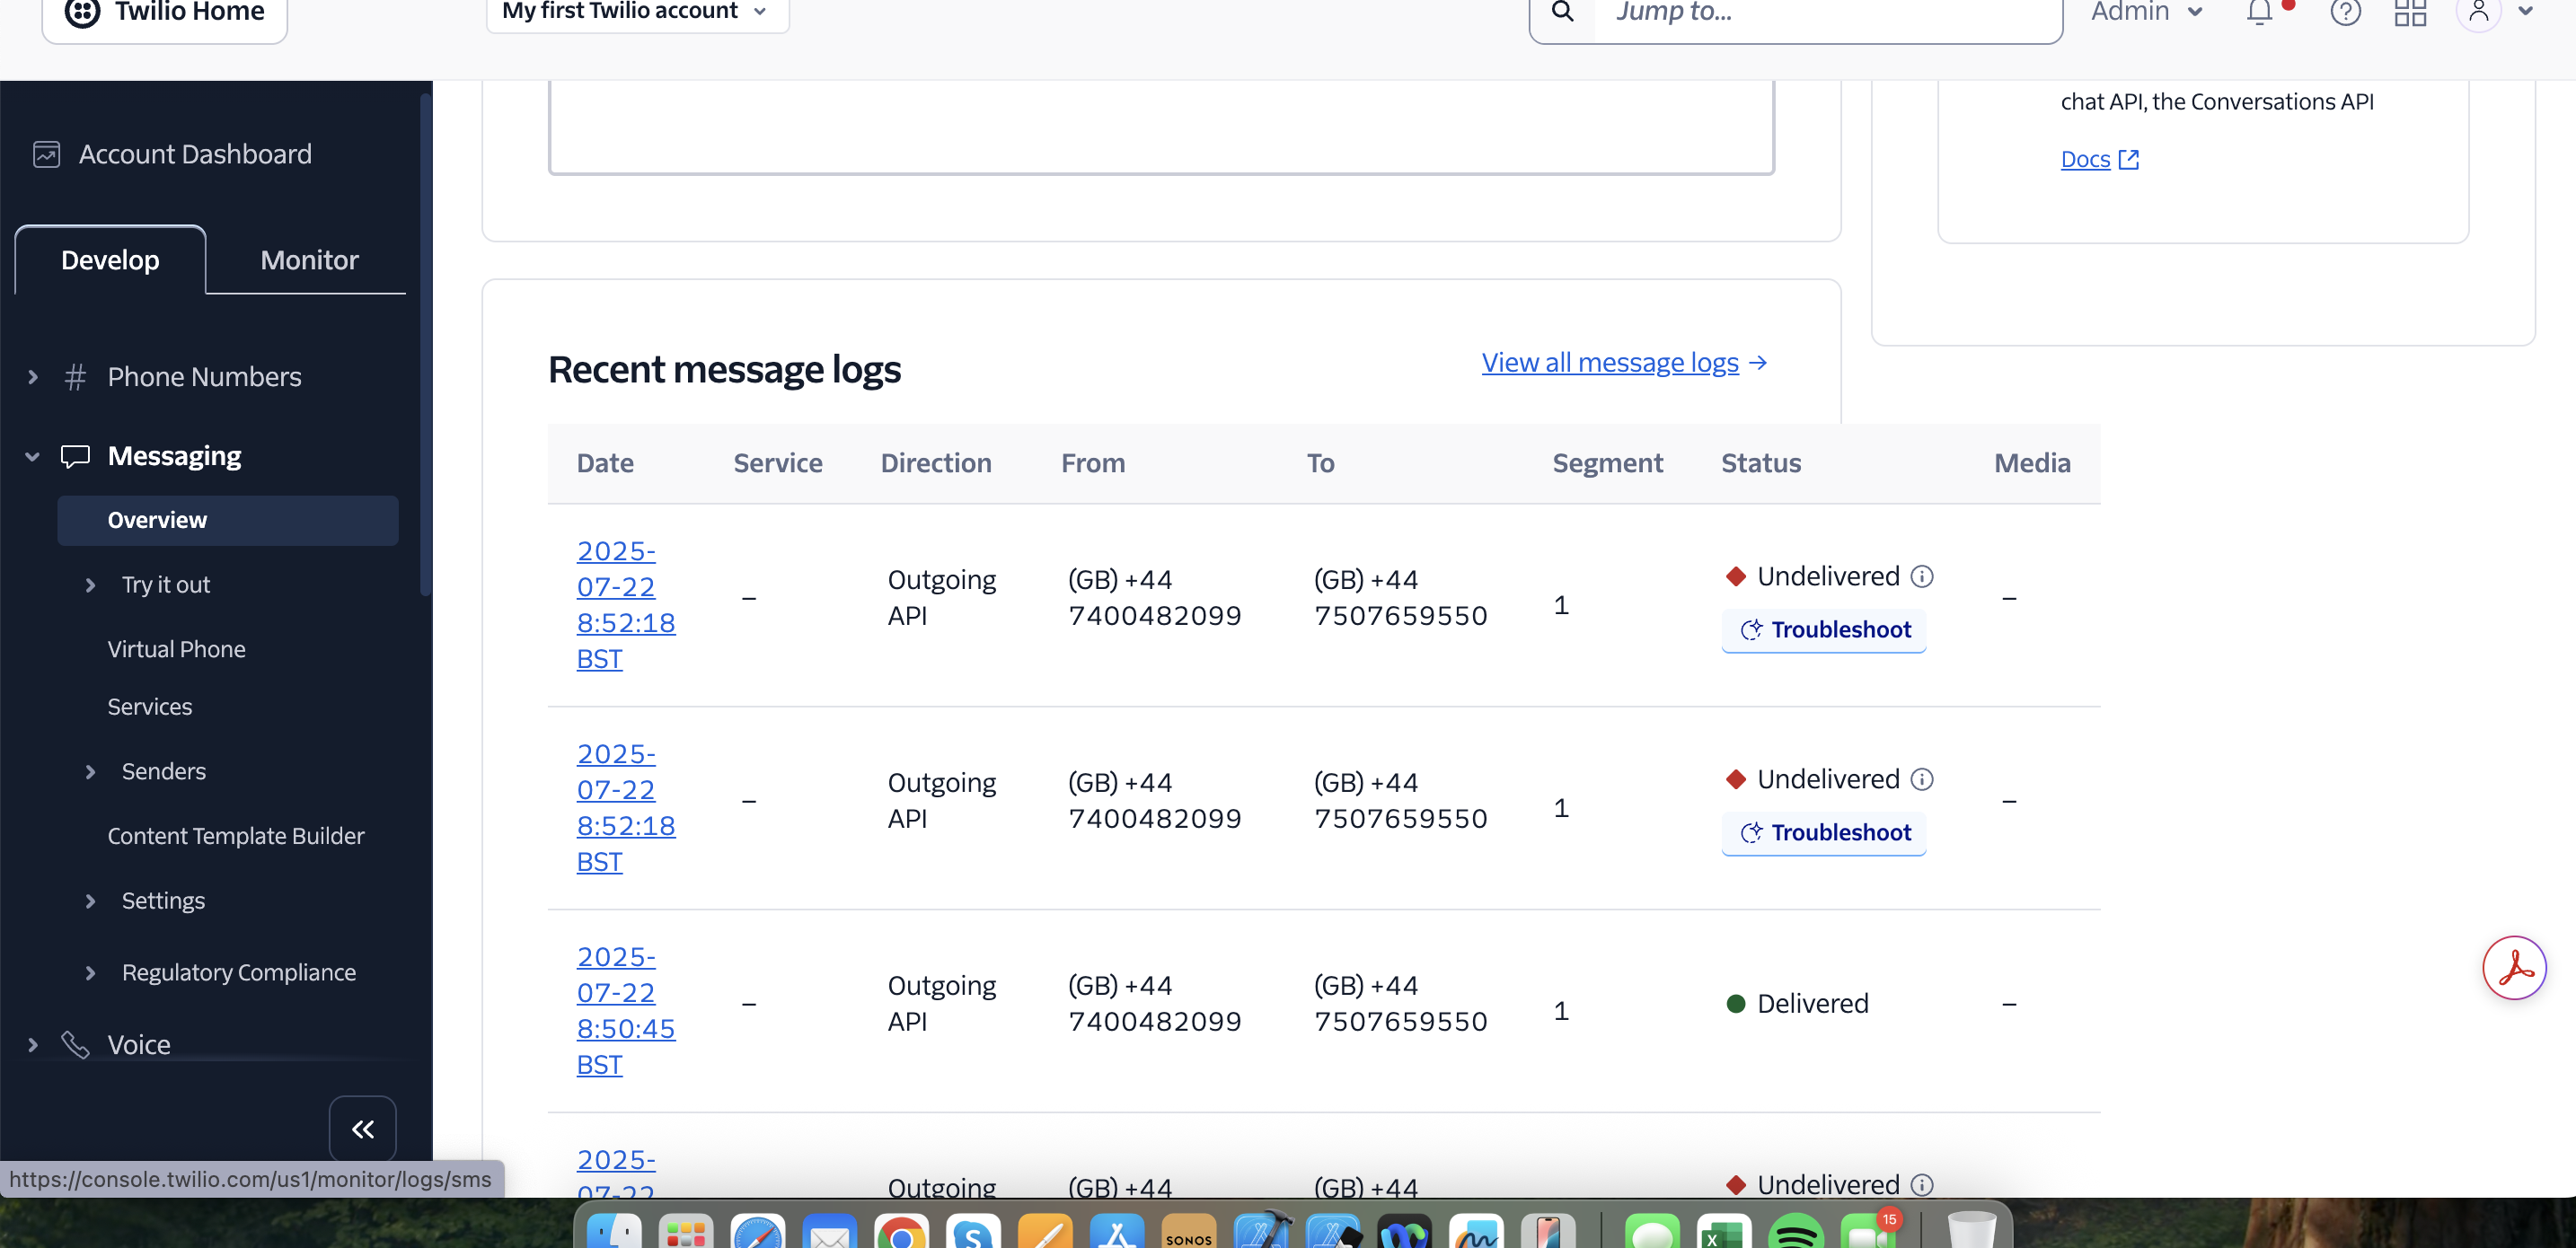 Twilio Home
My first Twilio account
Jump to...
Admin
Account Dashboard
Develop
Monitor
Phone Numbers
Messaging
Overview
Try it out
Virtual Phone
Services
Senders
Content Template Builder
Settings
Regulatory Compliance
Voice
https://console.twilio.com/us1/monitor/logs/sms
chat API, the Conversations API
Docs
Recent message logs
View all message logs →
Date Service Direction From To Segment Status Media
2025-
07-22
8:52:18
BST
–
Outgoing
API
(GB) +44
7400482099
(GB) +44
7507659550
1
Undelivered
Troubleshoot
–
2025-
07-22
8:52:18
BST
–
Outgoing
API
(GB) +44
7400482099
(GB) +44
7507659550
1
Undelivered
Troubleshoot
–
2025-
07-22
8:50:45
BST
–
Outgoing
API
(GB) +44
7400482099
(GB) +44
7507659550
1
Delivered
–
2025-
07-22
Outgoing
(GB) +44
(GB) +44
Undelivered
SONOS
15